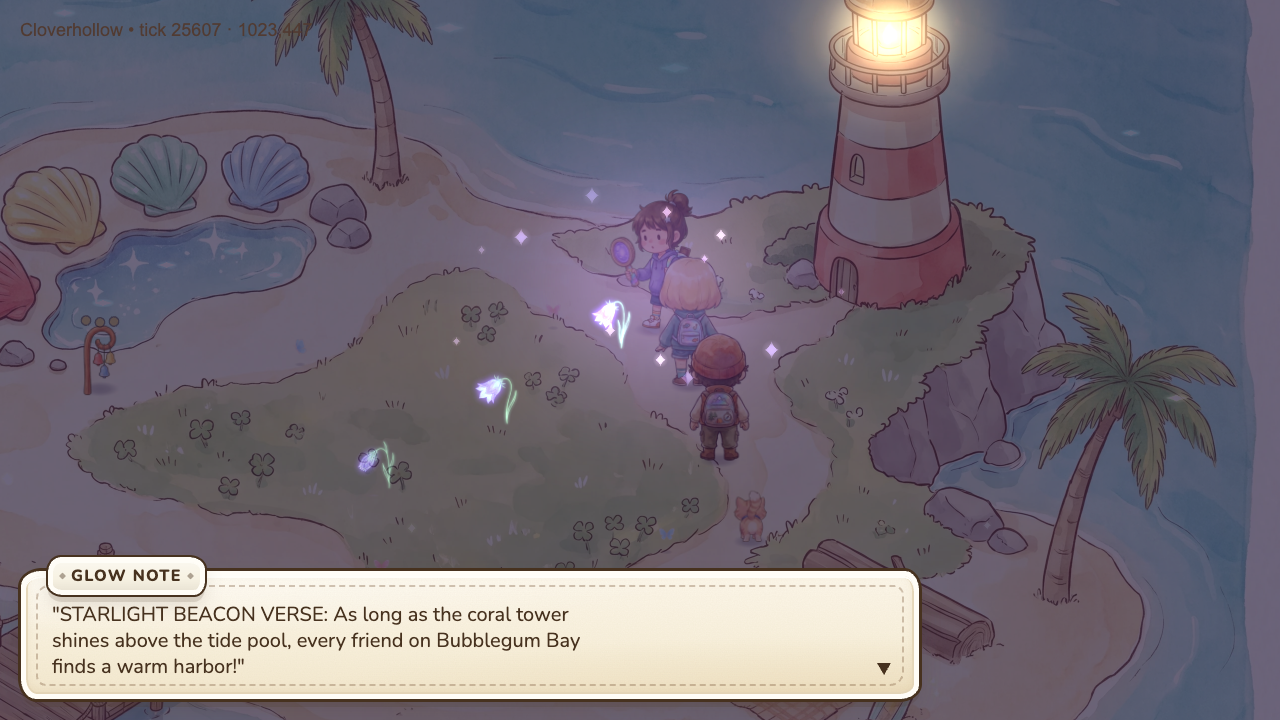 Cloverhollow • tick 25607 · 1023,441
GLOW NOTE
"STARLIGHT BEACON VERSE: As long as the coral tower
shines above the tide pool, every friend on Bubblegum Bay
finds a warm harbor!"